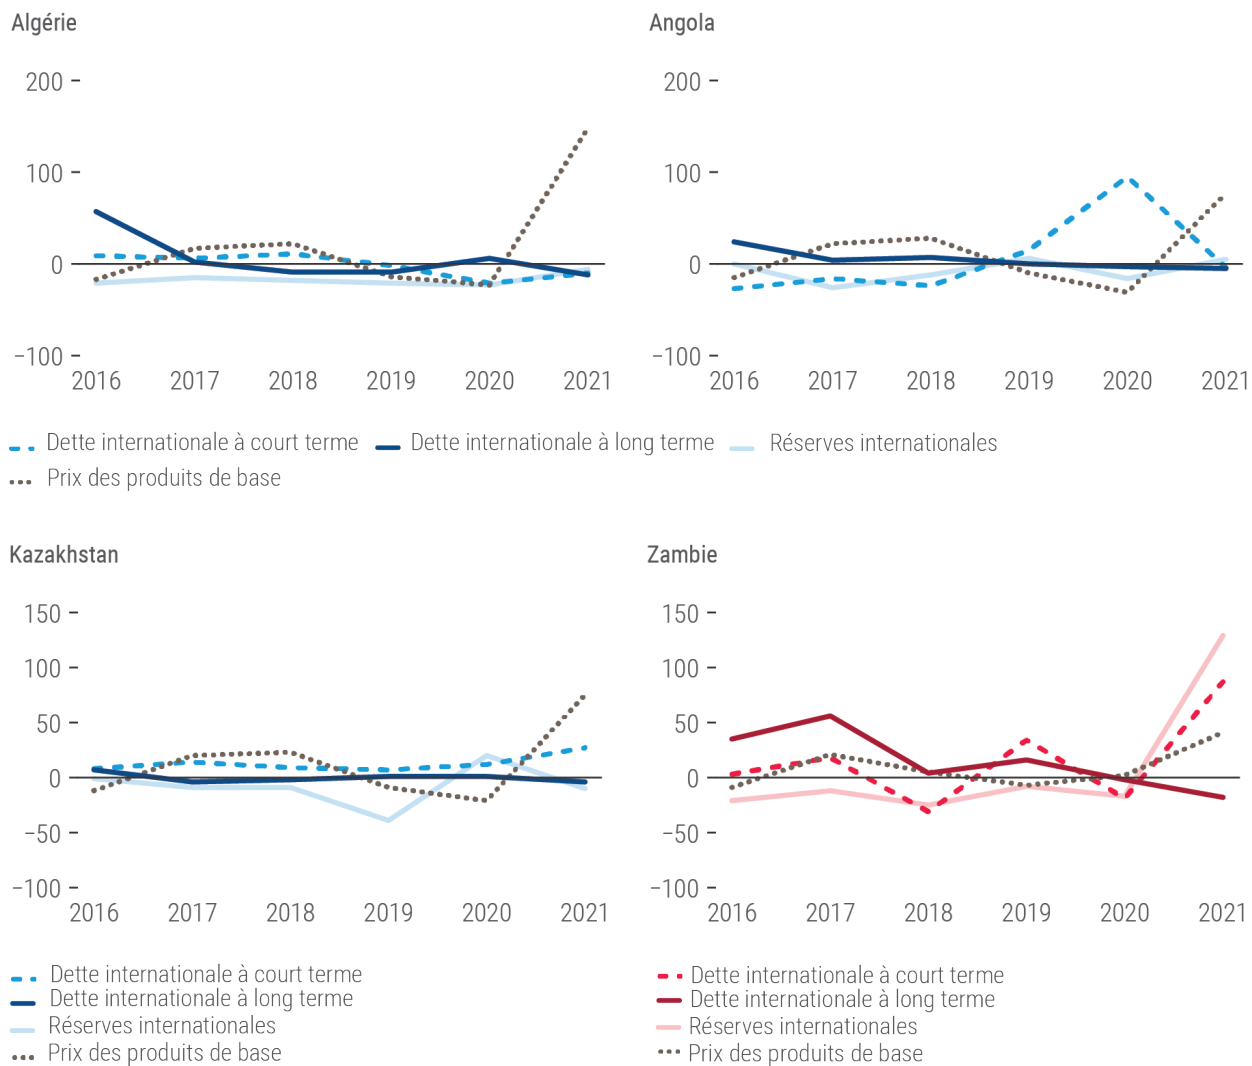 Algérie
Angola
200
100
0
−100
2016 2017 2018 2019 2020 2021
200
100
0
−100
2016 2017 2018 2019 2020 2021
Dette internationale à court terme Dette internationale à long terme Réserves internationales
Prix des produits de base
Kazakhstan
Zambie
150
100
50
0
−50
−100
2016 2017 2018 2019 2020 2021
150
100
50
0
−50
−100
2016 2017 2018 2019 2020 2021
Dette internationale à court terme
Dette internationale à long terme
Réserves internationales
Prix des produits de base
Dette internationale à court terme
Dette internationale à long terme
Réserves internationales
Prix des produits de base